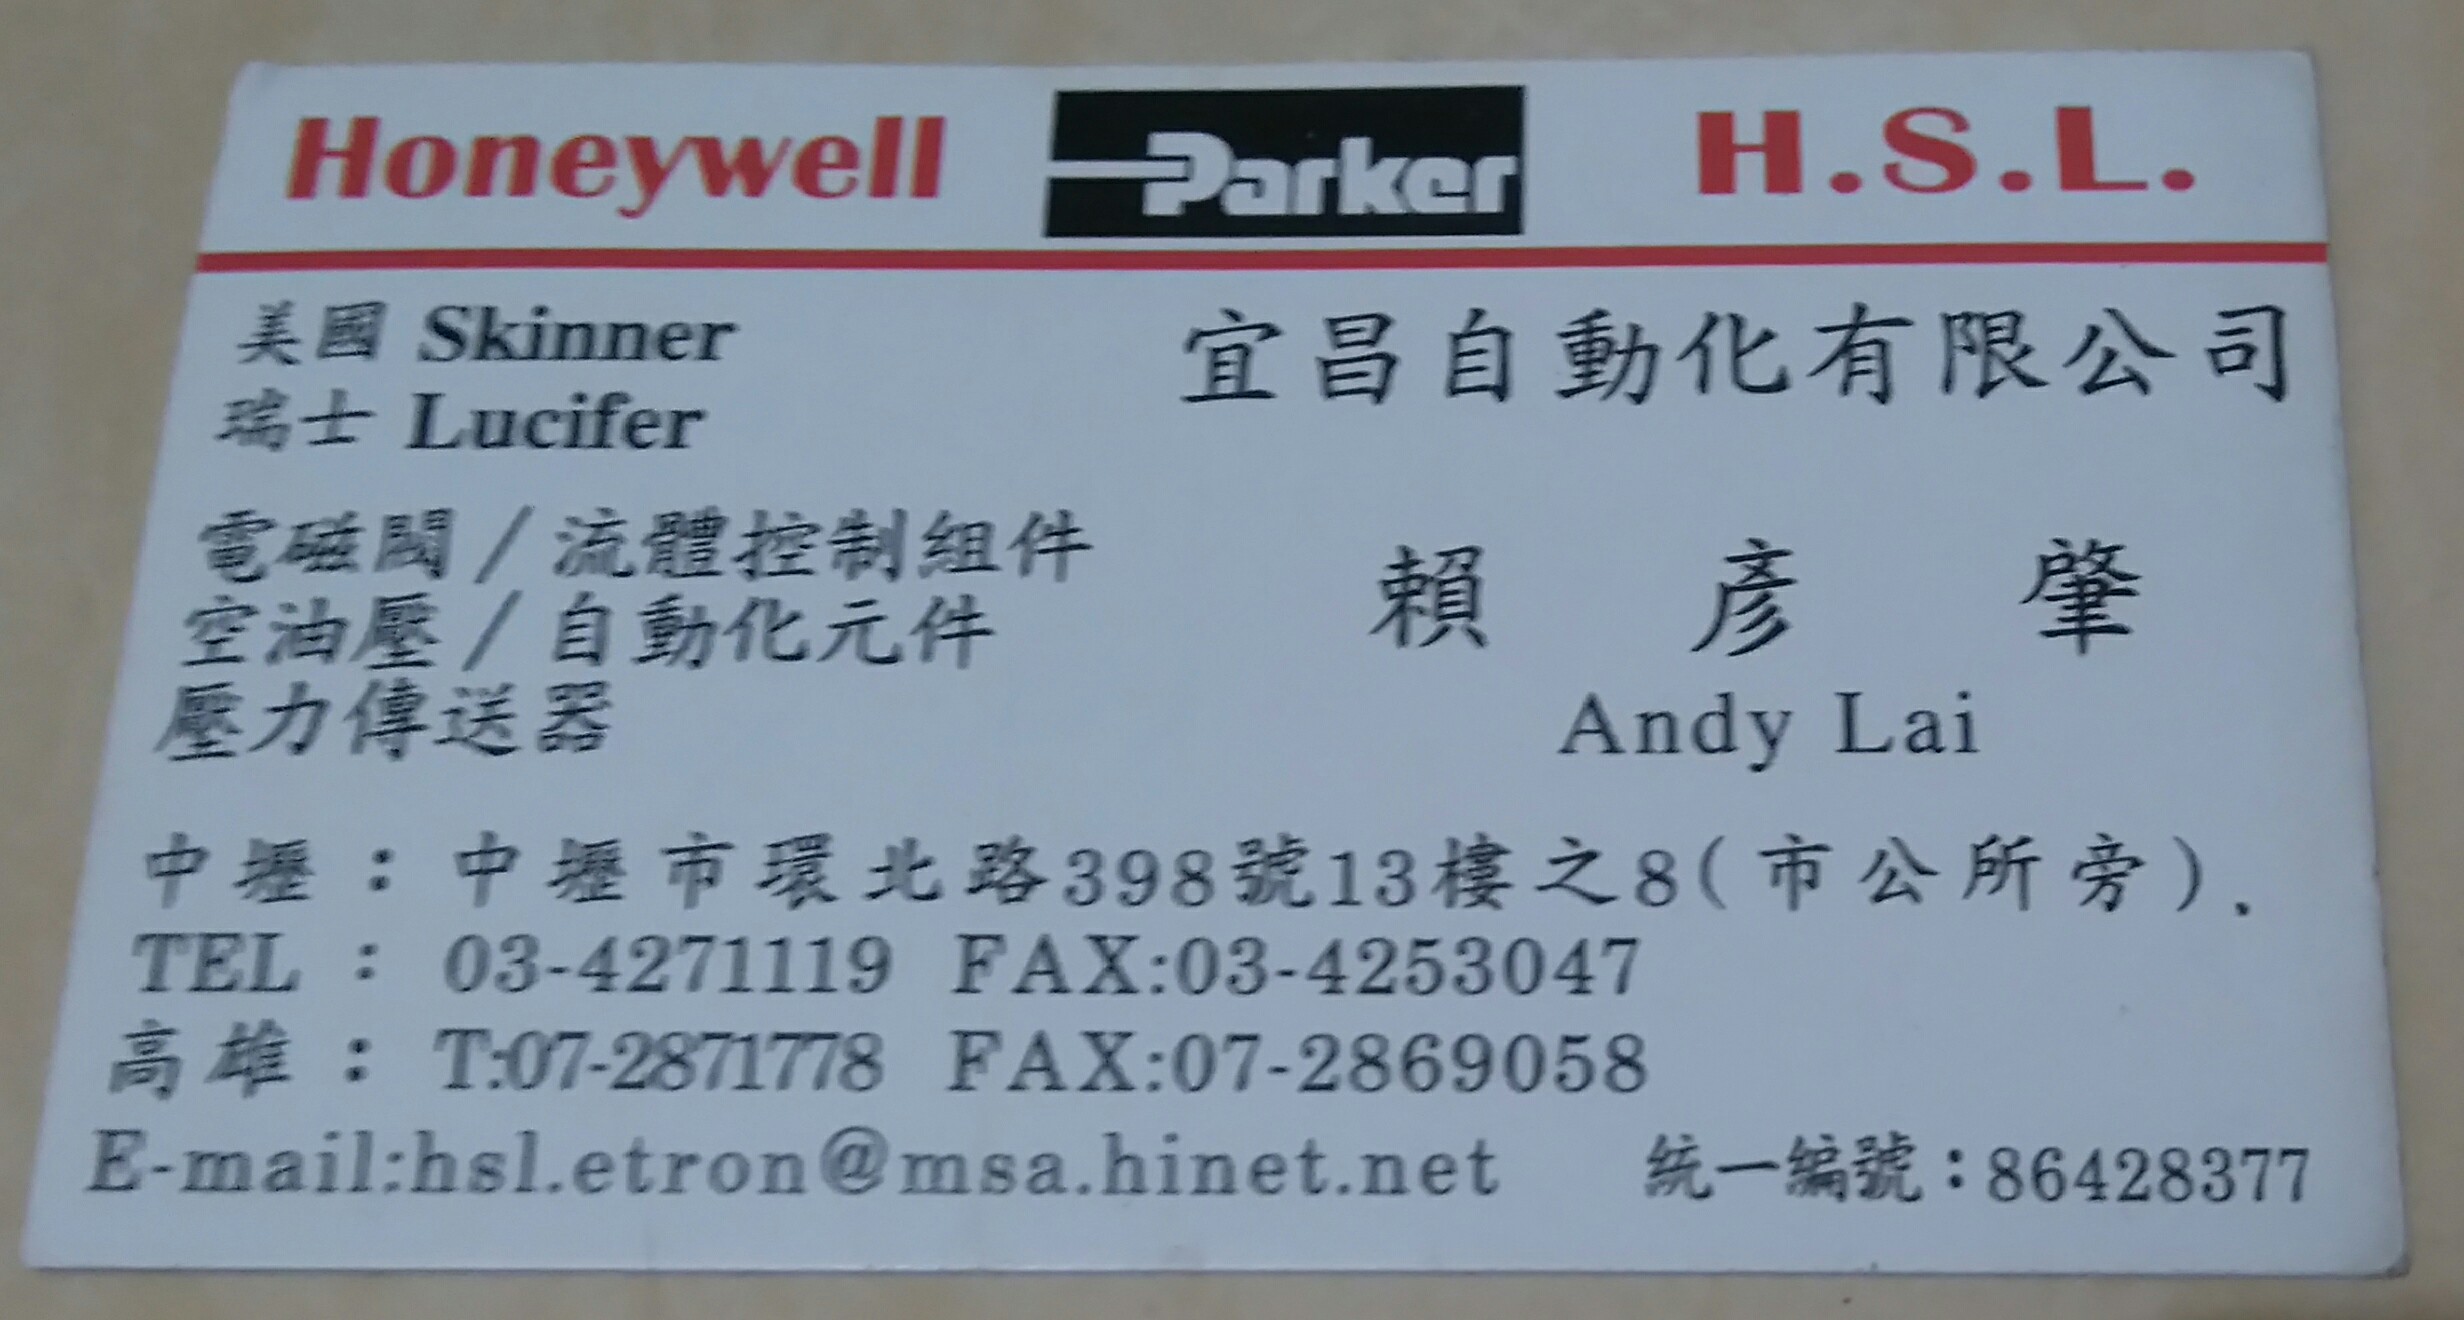 Honeywell Parker H.S.L.
美國 Skinner
瑞士 Lucifer
宜昌自動化有限公司
電磁閥/流體控制組件
空油壓/自動化元件
壓力傳送器
賴彥肇
Andy Lai
中壢：中壢市環北路398號13樓之8(市公所旁).
TEL : 03-4271119 FAX:03-4253047
高雄：T:07-2871778 FAX:07-2869058
E-mail:hsl.etron@msa.hinet.net 統一編號：86428377